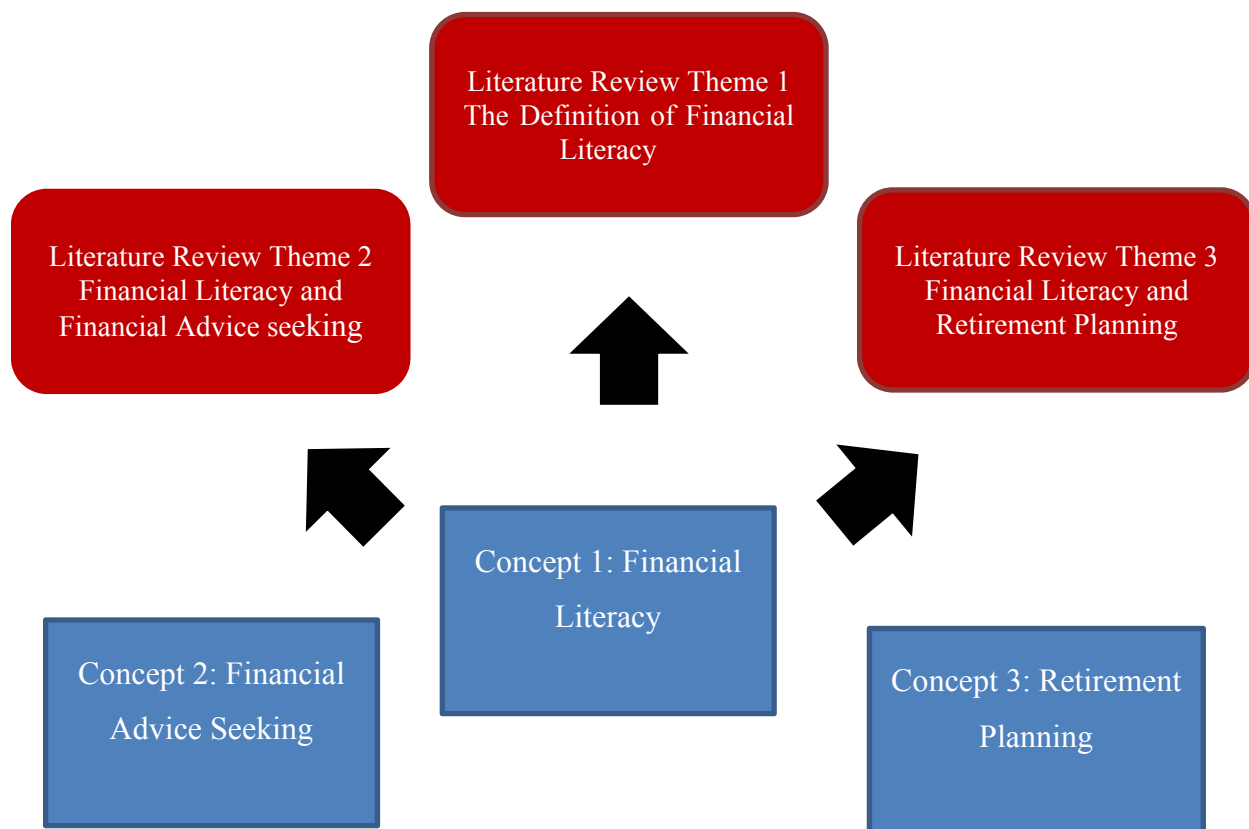 Literature Review Theme 1
The Definition of Financial
Literacy
Literature Review Theme 2
Financial Literacy and
Financial Advice seeking
Literature Review Theme 3
Financial Literacy and
Retirement Planning
Concept 1: Financial
Literacy
Concept 2: Financial
Advice Seeking
Concept 3: Retirement
Planning